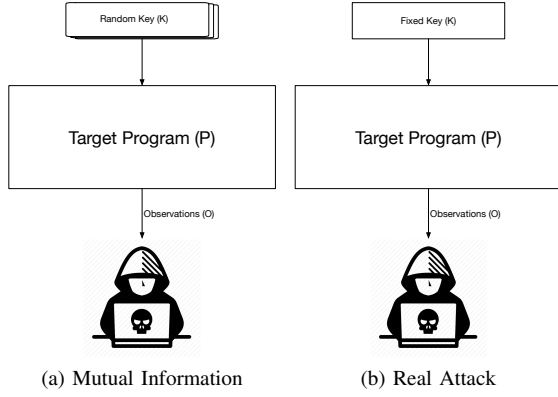 Random Key (K)
Target Program (P)
Observations (O)
(a) Mutual Information
Fixed Key (K)
Target Program (P)
Observations (O)
(b) Real Attack